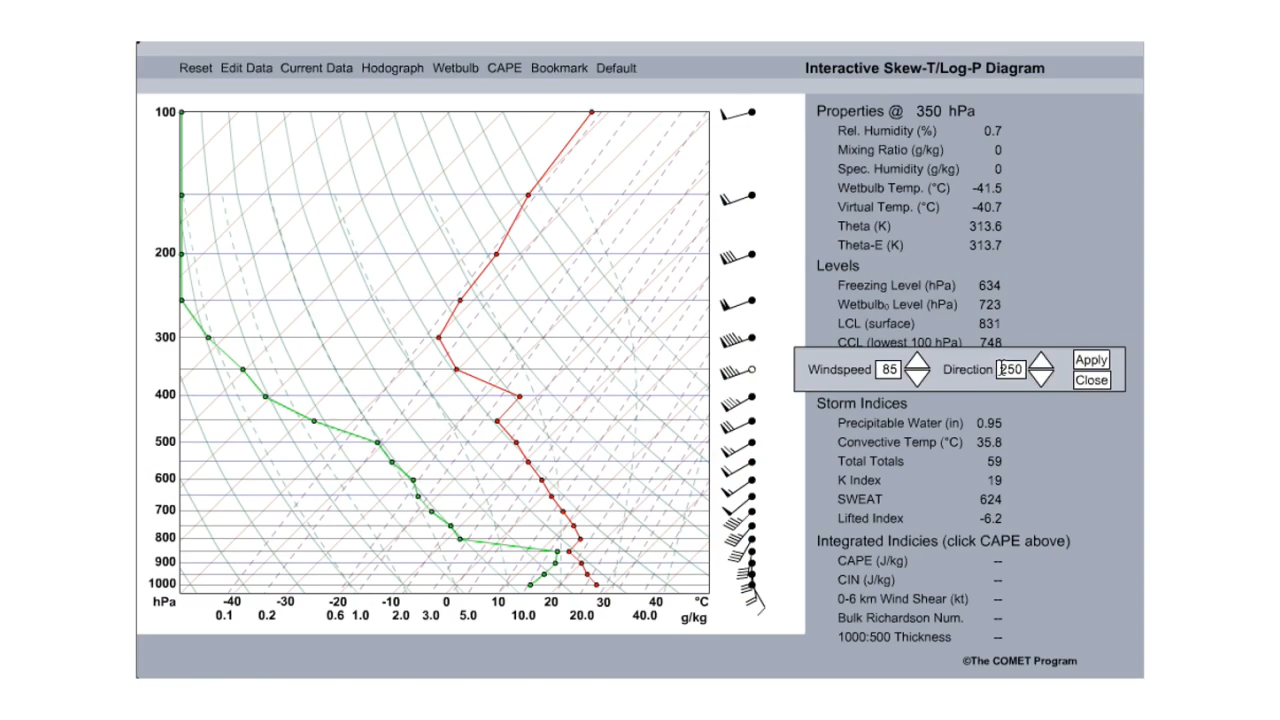 Reset Edit Data Current Data Hodograph Wetbulb CAPE Bookmark Default
Interactive Skew-T/Log-P Diagram
100
200
300
400
500
600
700
800
900
1000
hPa
-40 -30 -20 -10 0 10 20 30 40 °C
0.1 0.2 0.6 1.0 2.0 3.0 5.0 10.0 20.0 40.0 g/kg
Properties @ 350 hPa
Rel. Humidity (%) 0.7
Mixing Ratio (g/kg) 0
Spec. Humidity (g/kg) 0
Wetbulb Temp. (°C) -41.5
Virtual Temp. (°C) -40.7
Theta (K) 313.6
Theta-E (K) 313.7
Levels
Freezing Level (hPa) 634
Wetbulb₀ Level (hPa) 723
LCL (surface) 831
CCL (lowest 100 hPa) 748
Windspeed 85 Direction 250 Apply
Close
Storm Indices
Precipitable Water (in) 0.95
Convective Temp (°C) 35.8
Total Totals 59
K Index 19
SWEAT 624
Lifted Index -6.2
Integrated Indicies (click CAPE above)
CAPE (J/kg) --
CIN (J/kg) --
0-6 km Wind Shear (kt) --
Bulk Richardson Num. --
1000:500 Thickness --
©The COMET Program